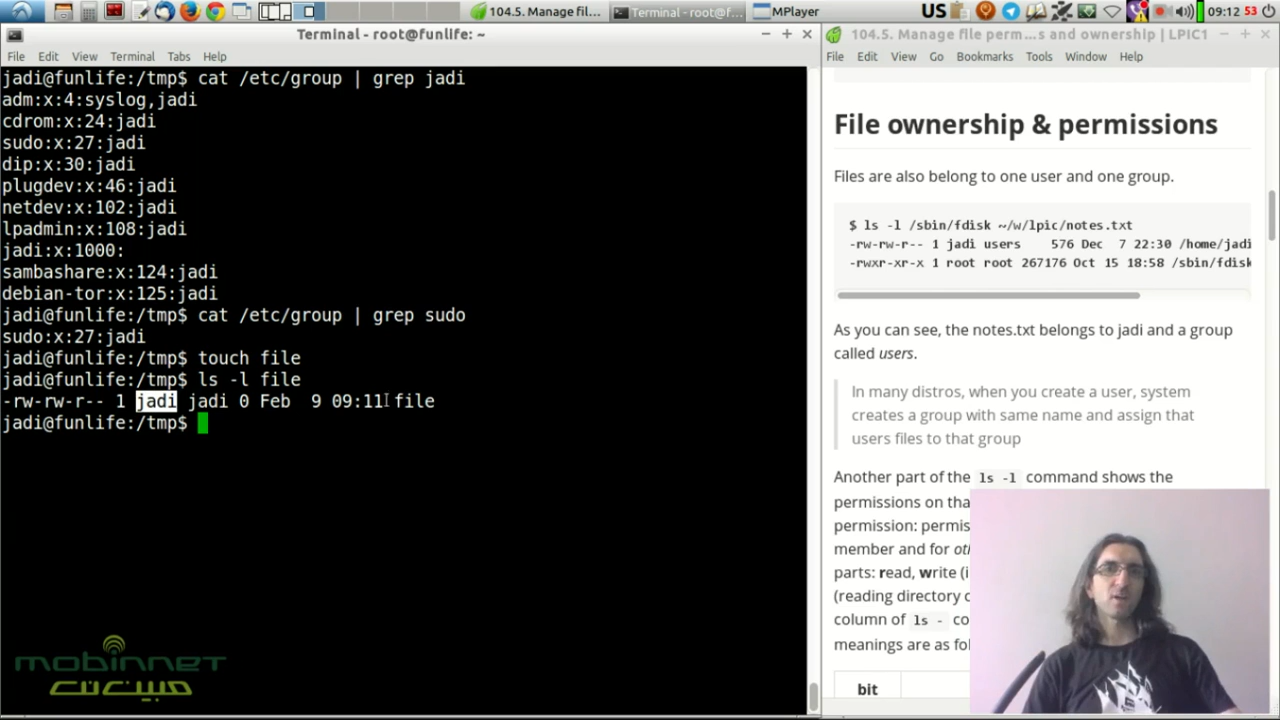 104.5. Manage fil...
Terminal - root@f...
MPlayer
US
09:12 53
Terminal - root@funlife: ~
File Edit View Terminal Tabs Help
jadi@funlife:/tmp$ cat /etc/group | grep jadi
adm:x:4:syslog,jadi
cdrom:x:24:jadi
sudo:x:27:jadi
dip:x:30:jadi
plugdev:x:46:jadi
netdev:x:102:jadi
lpadmin:x:108:jadi
jadi:x:1000:
sambashare:x:124:jadi
debian-tor:x:125:jadi
jadi@funlife:/tmp$ cat /etc/group | grep sudo
sudo:x:27:jadi
jadi@funlife:/tmp$ touch file
jadi@funlife:/tmp$ ls -l file
-rw-rw-r-- 1 jadi jadi 0 Feb  9 09:11 file
jadi@funlife:/tmp$
mobinnet
مبین نت
104.5. Manage file perm...s and ownership | LPIC1
File Edit View Go Bookmarks Tools Window Help
File ownership & permissions
Files are also belong to one user and one group.
$ ls -l /sbin/fdisk ~/w/lpic/notes.txt
-rw-rw-r-- 1 jadi users    576 Dec  7 22:30 /home/jadi
-rwxr-xr-x 1 root root 267176 Oct 15 18:58 /sbin/fdisk
As you can see, the notes.txt belongs to jadi and a group
called users.
In many distros, when you create a user, system
creates a group with same name and assign that
users files to that group
Another part of the ls -l command shows the
permissions on tha
permission: permis
member and for oth
parts: read, write (i
(reading directory c
column of ls - co
meanings are as fol
bit